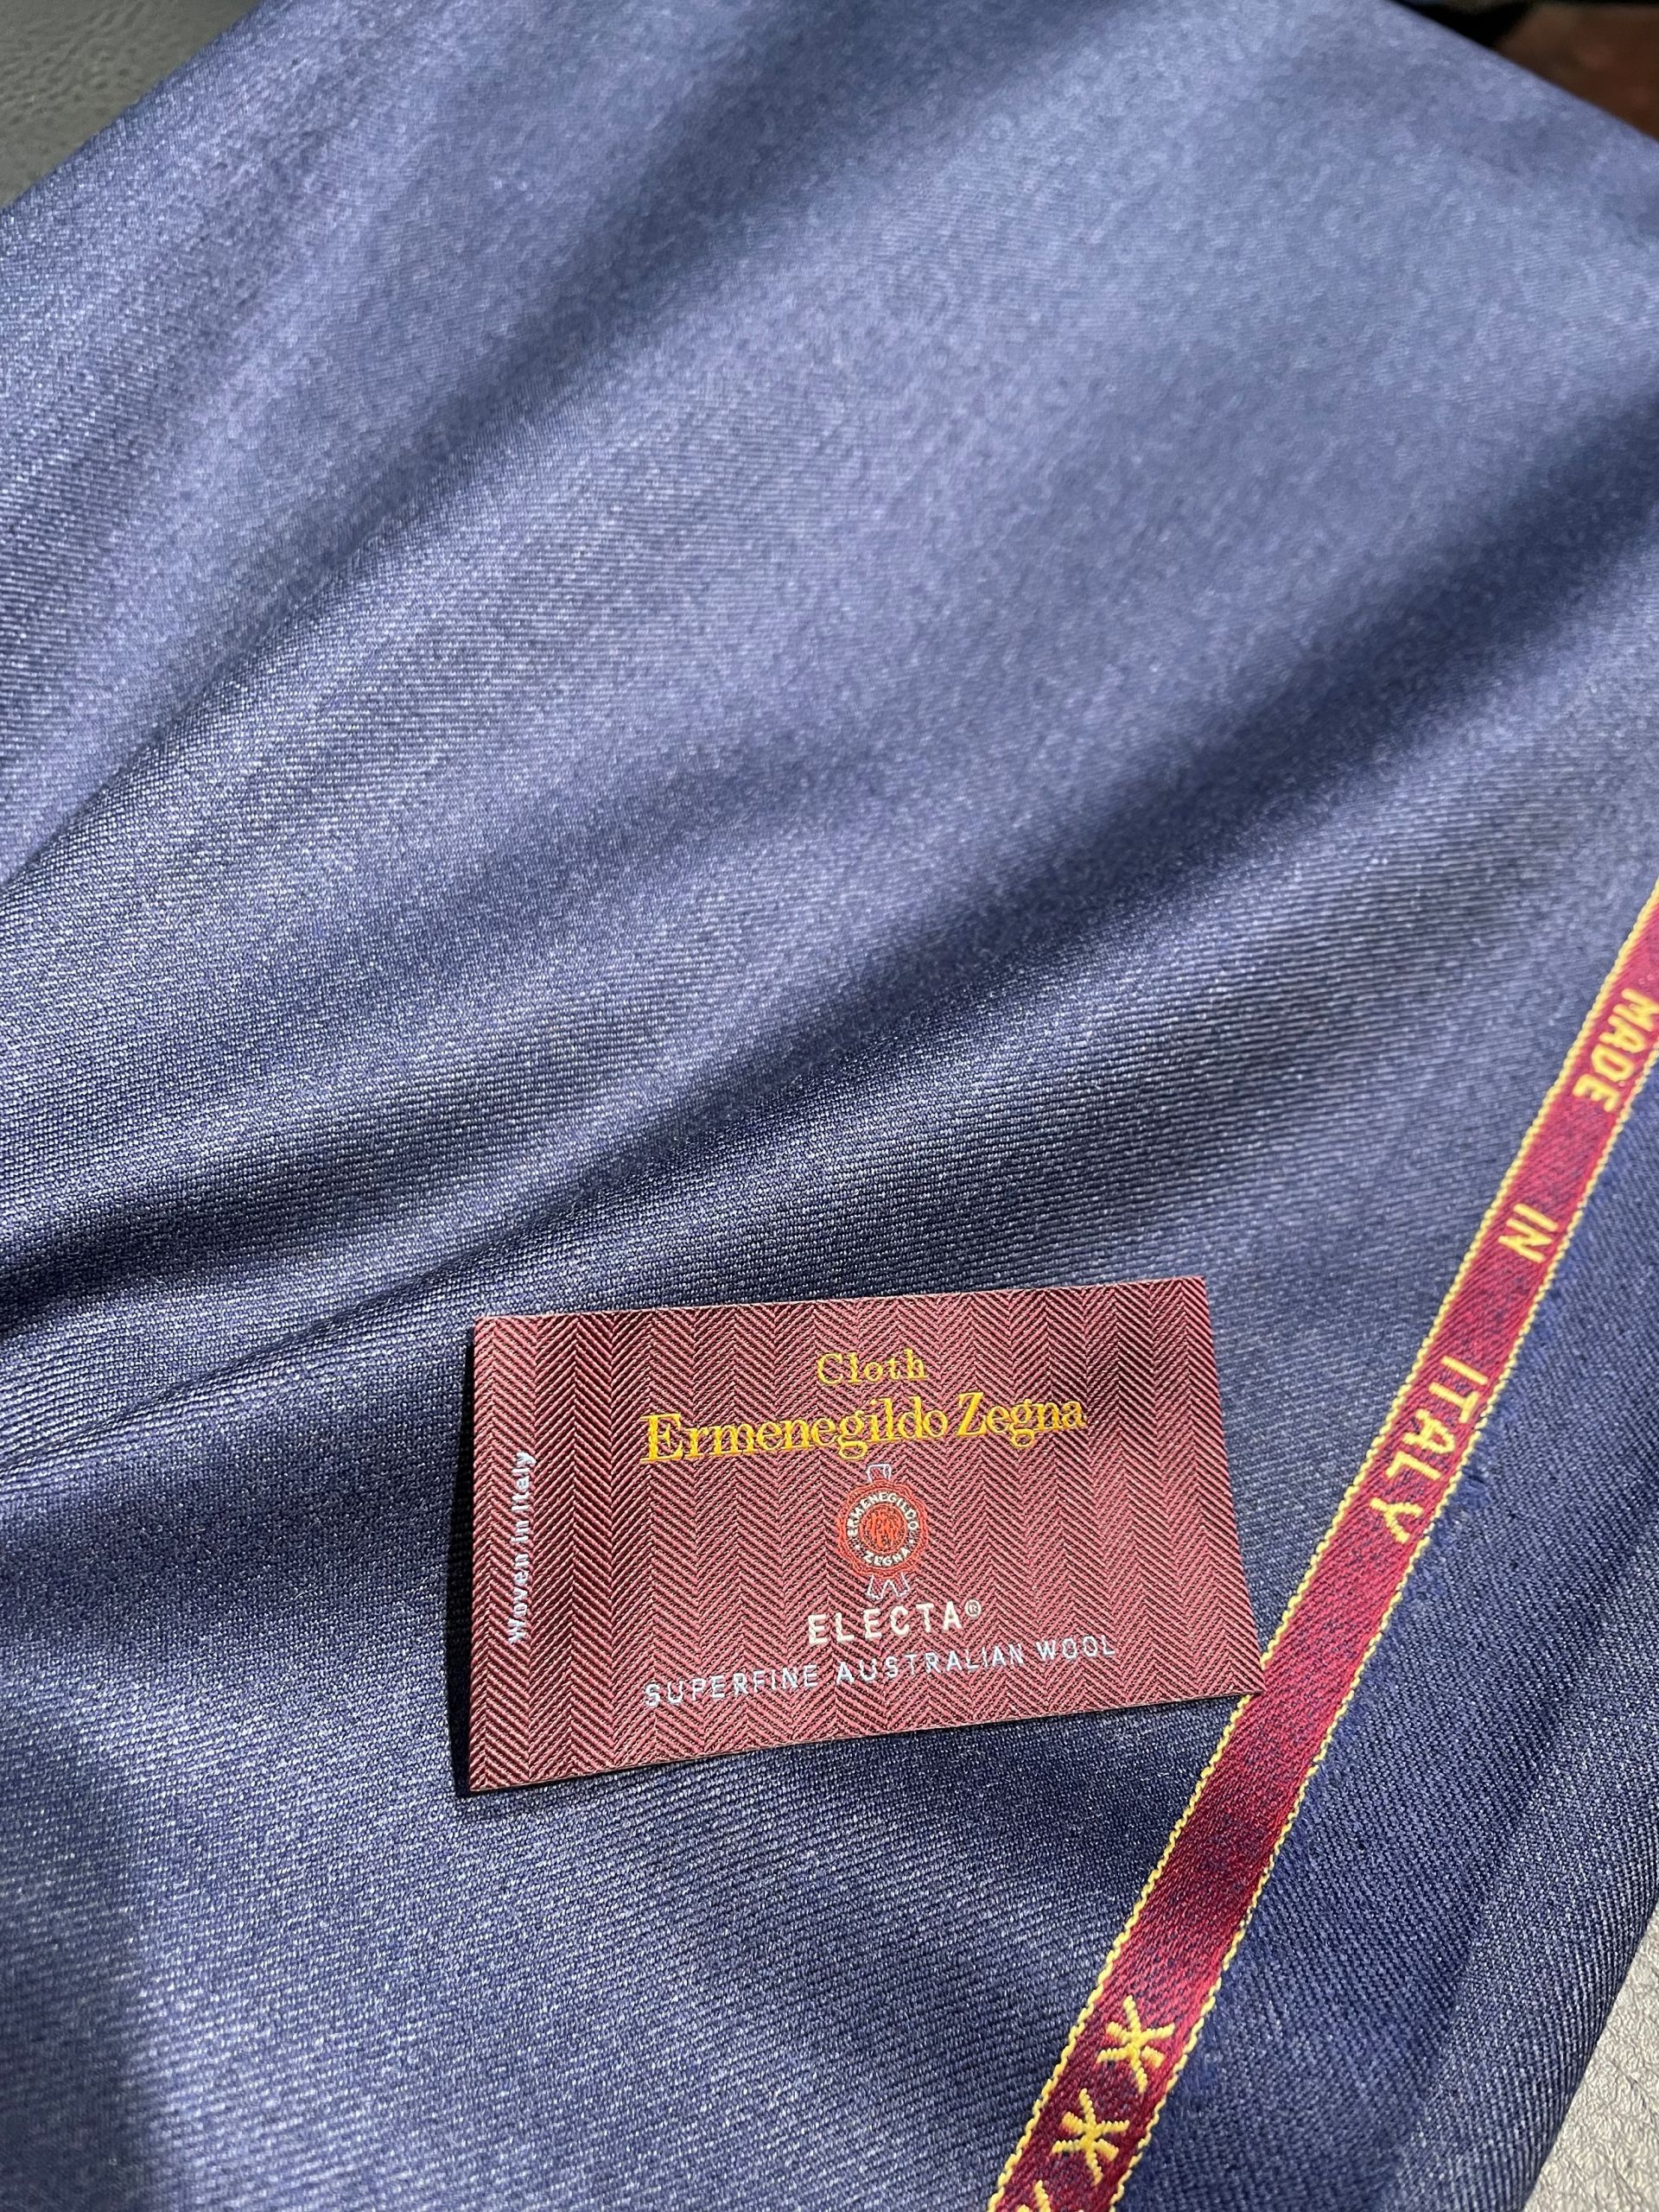 Cloth
Ermenegildo Zegna
ERMENEGILDO
ZEGNA
ELECTA®
SUPERFINE AUSTRALIAN WOOL
Woven in Italy
MADE IN ITALY